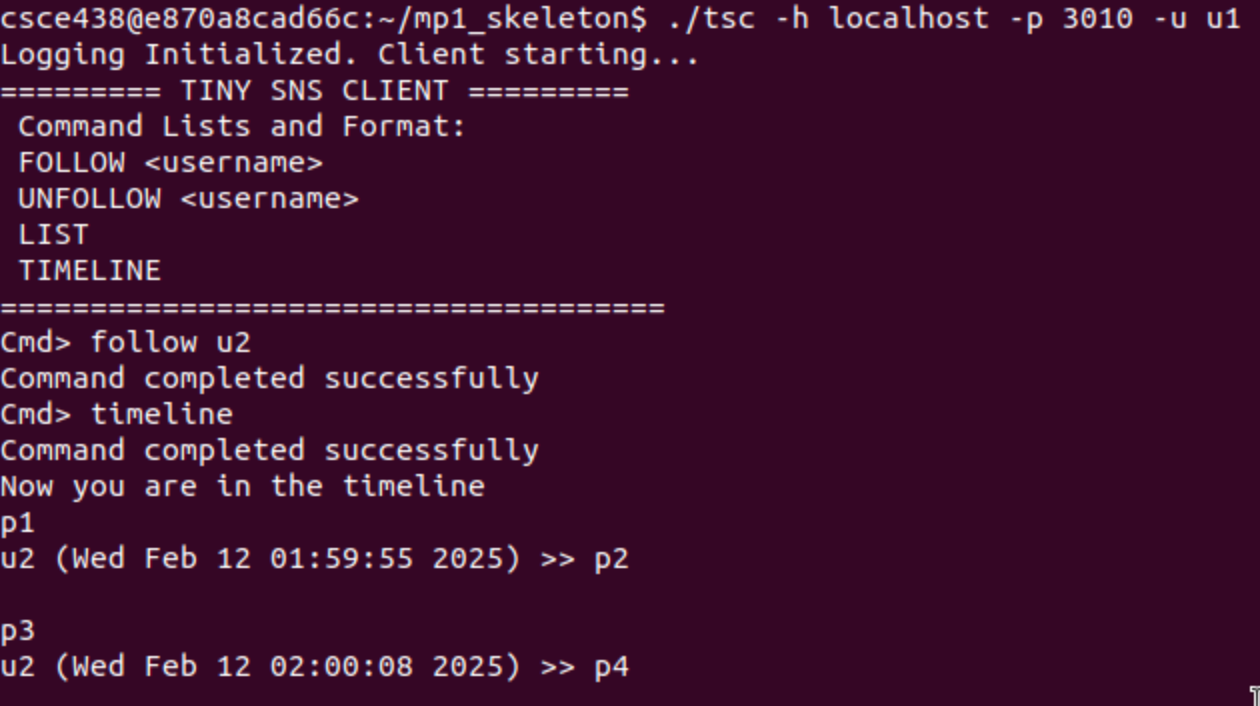 csce438@e870a8cad66c:~/mp1_skeleton$ ./tsc -h localhost -p 3010 -u u1
Logging Initialized. Client starting...
========= TINY SNS CLIENT =========
 Command Lists and Format:
 FOLLOW <username>
 UNFOLLOW <username>
 LIST
 TIMELINE
=====================================
Cmd> follow u2
Command completed successfully
Cmd> timeline
Command completed successfully
Now you are in the timeline
p1
u2 (Wed Feb 12 01:59:55 2025) >> p2

p3
u2 (Wed Feb 12 02:00:08 2025) >> p4